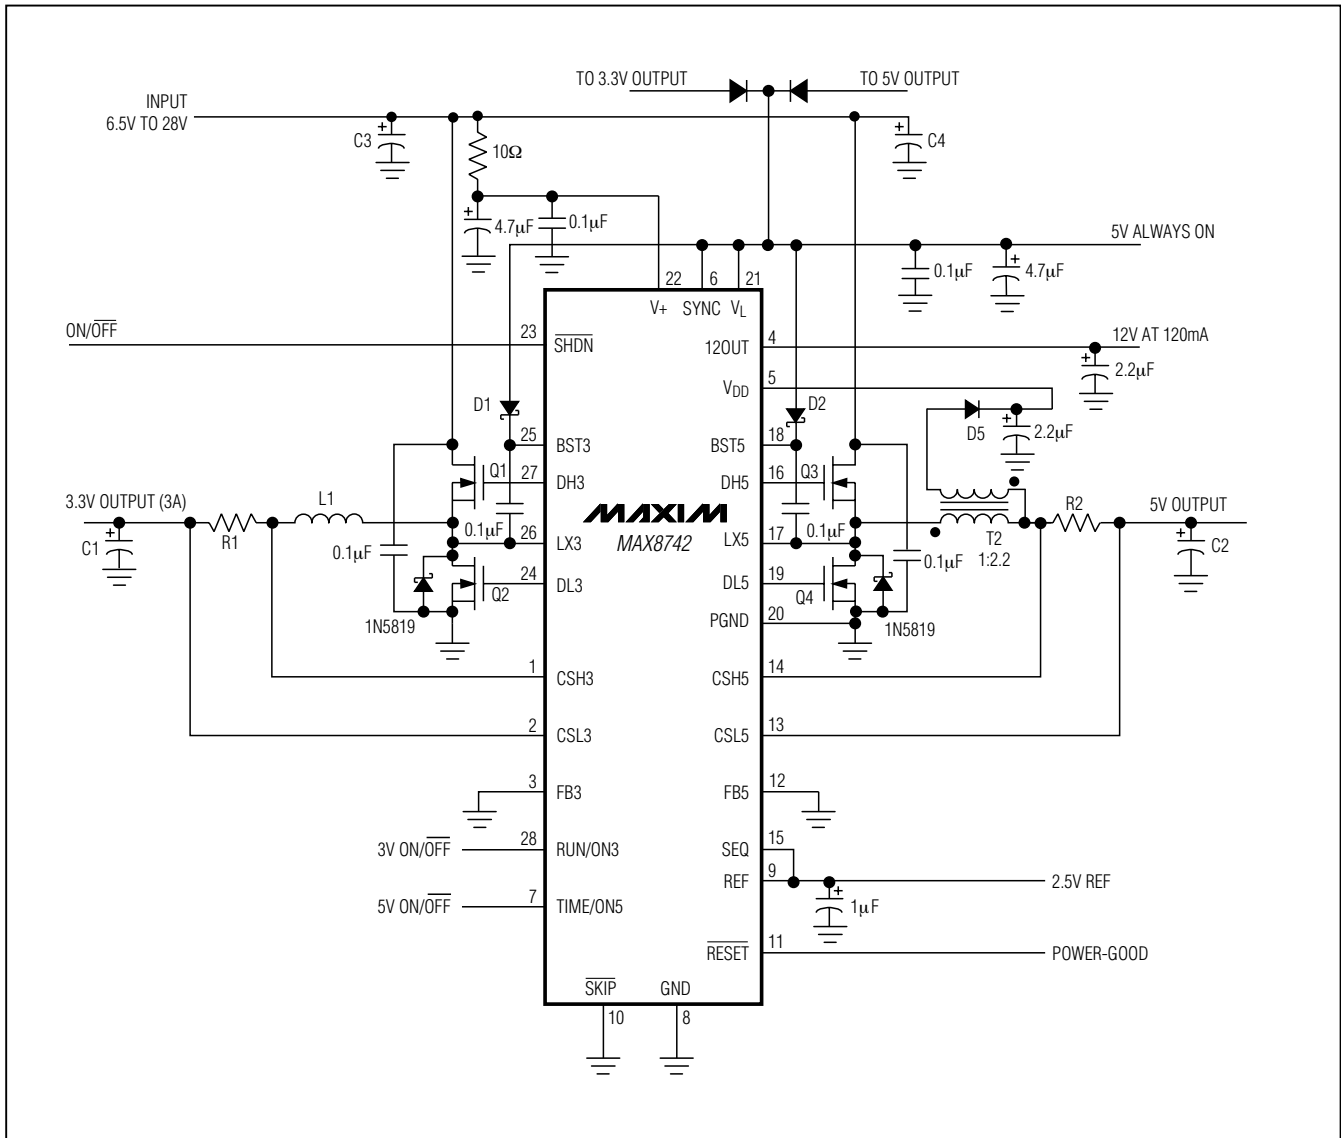 TO 3.3V OUTPUT
TO 5V OUTPUT
INPUT
6.5V TO 28V
C3
10Ω
C4
4.7µF
0.1µF
5V ALWAYS ON
0.1µF
4.7µF
22
6
21
V+
SYNC
VL
ON/OFF
23
SHDN
12OUT
4
12V AT 120mA
2.2µF
5
VDD
D1
D2
D5
2.2µF
25
BST3
BST5
18
Q1
27
DH3
DH5
16
Q3
3.3V OUTPUT (3A)
L1
R2
5V OUTPUT
C1
R1
0.1µF
0.1µF
26
LX3
MAXIM
MAX8742
LX5
17
0.1µF
0.1µF
T2
1:2.2
C2
24
DL3
DL5
19
Q2
Q4
1N5819
PGND
20
1N5819
1
CSH3
CSH5
14
2
CSL3
CSL5
13
3
FB3
FB5
12
3V ON/OFF
28
RUN/ON3
SEQ
15
REF
9
2.5V REF
5V ON/OFF
7
TIME/ON5
1µF
RESET
11
POWER-GOOD
SKIP
GND
10
8